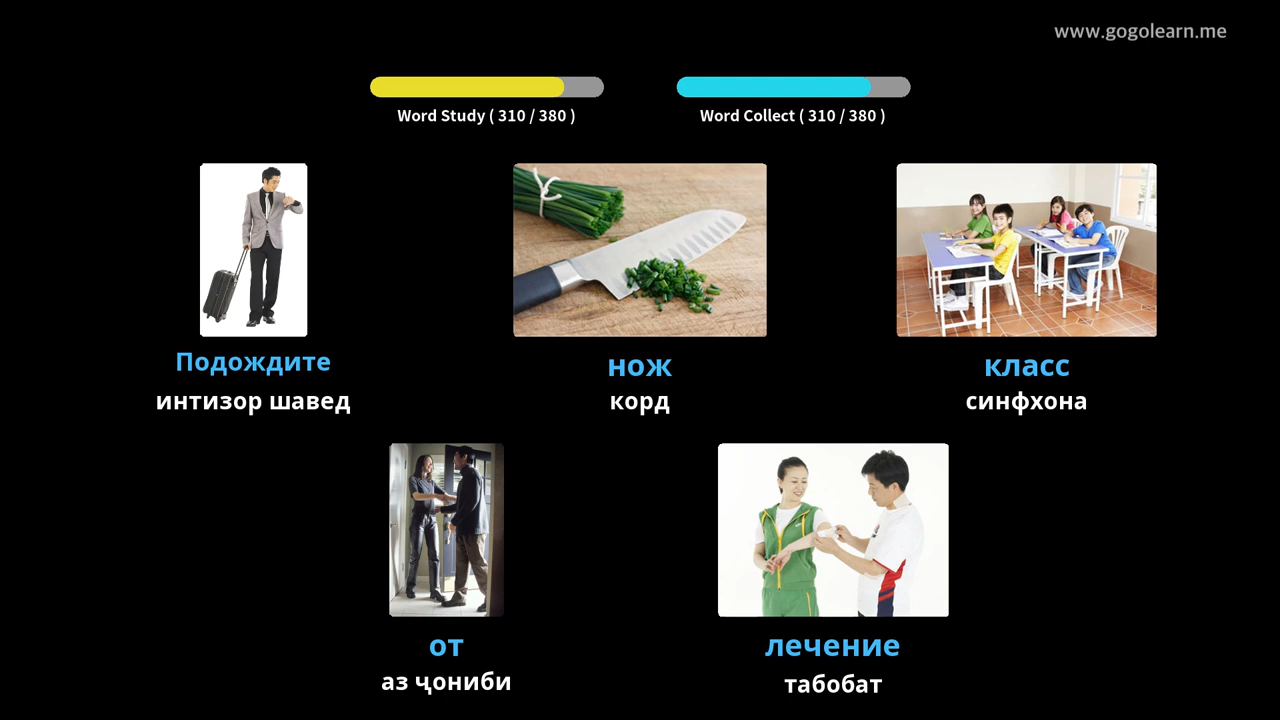 www.gogolearn.me
Word Study ( 310 / 380 )
Word Collect ( 310 / 380 )
Подождите
интизор шавед
нож
корд
класс
синфхона
от
аз ҷониби
лечение
табобат